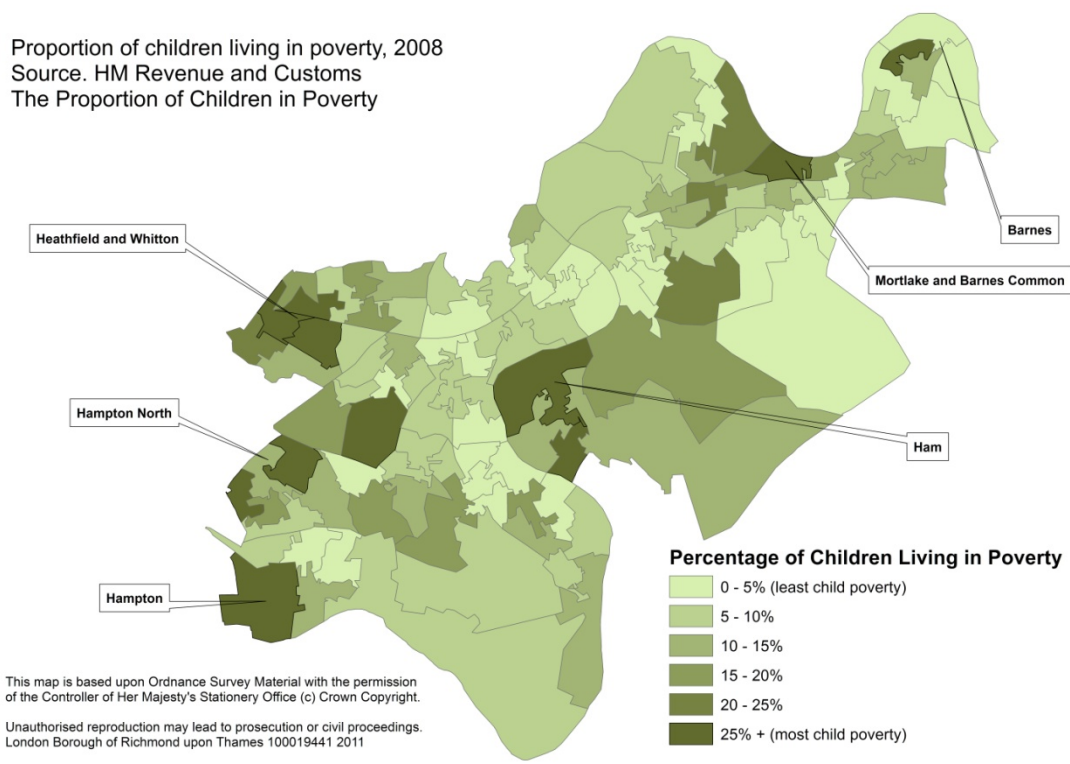 Proportion of children living in poverty, 2008
Source. HM Revenue and Customs
The Proportion of Children in Poverty
Barnes
Heathfield and Whitton
Mortlake and Barnes Common
Hampton North
Ham
Hampton
Percentage of Children Living in Poverty
0 - 5% (least child poverty)
5 - 10%
10 - 15%
15 - 20%
20 - 25%
25% + (most child poverty)
This map is based upon Ordnance Survey Material with the permission
of the Controller of Her Majesty's Stationery Office (c) Crown Copyright.
Unauthorised reproduction may lead to prosecution or civil proceedings.
London Borough of Richmond upon Thames 100019441 2011